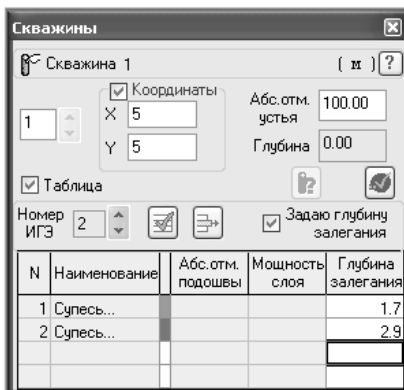 Скважины
Скважина 1 ( м ) ?
Координаты
1 X 5
Y 5
Абс.отм. устья 100.00
Глубина 0.00
Таблица
Номер ИГЭ 2
Задаю глубину залегания
N Наименование Абс.отм. подошвы Мощность слоя Глубина залегания
1 Супесь... 1.7
2 Супесь... 2.9